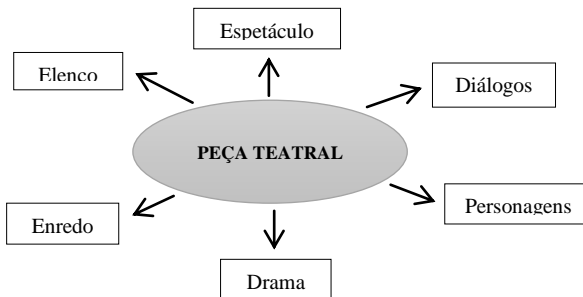 Espetáculo
Elenco
Diálogos
PEÇA TEATRAL
Personagens
Enredo
Drama